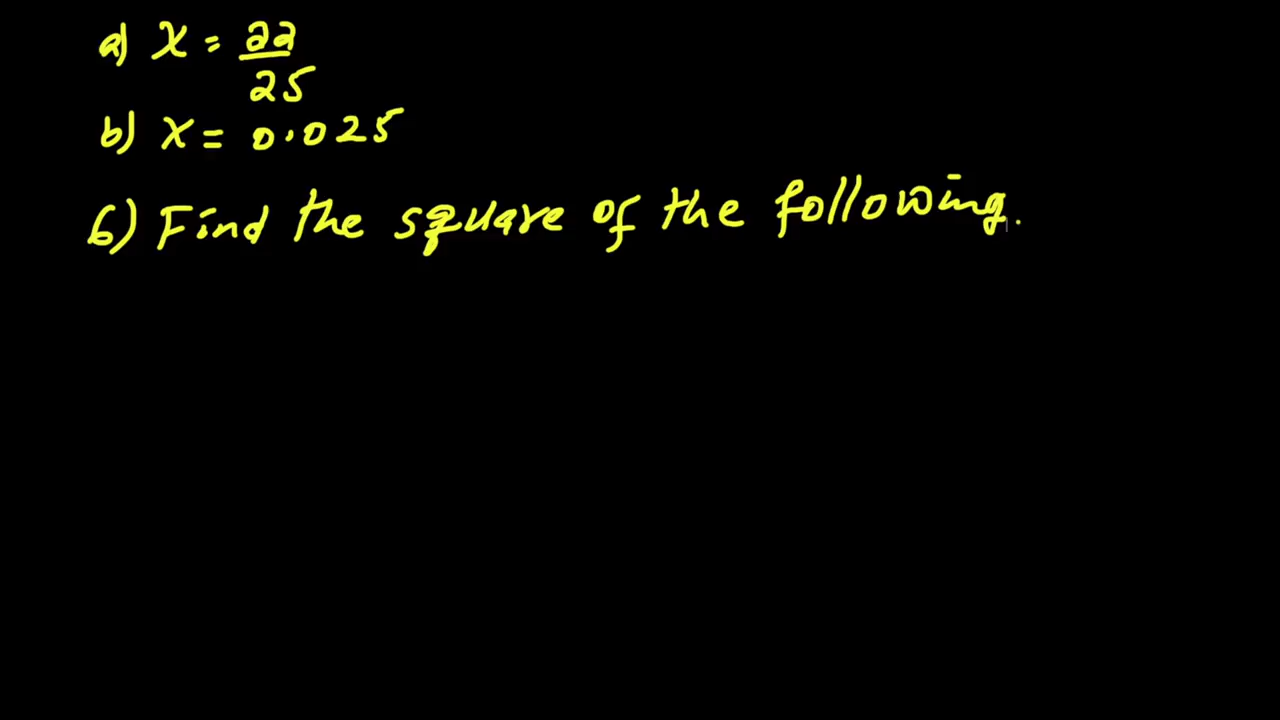 a) x = 22/25
b) x = 0.025
6) Find the square of the following.